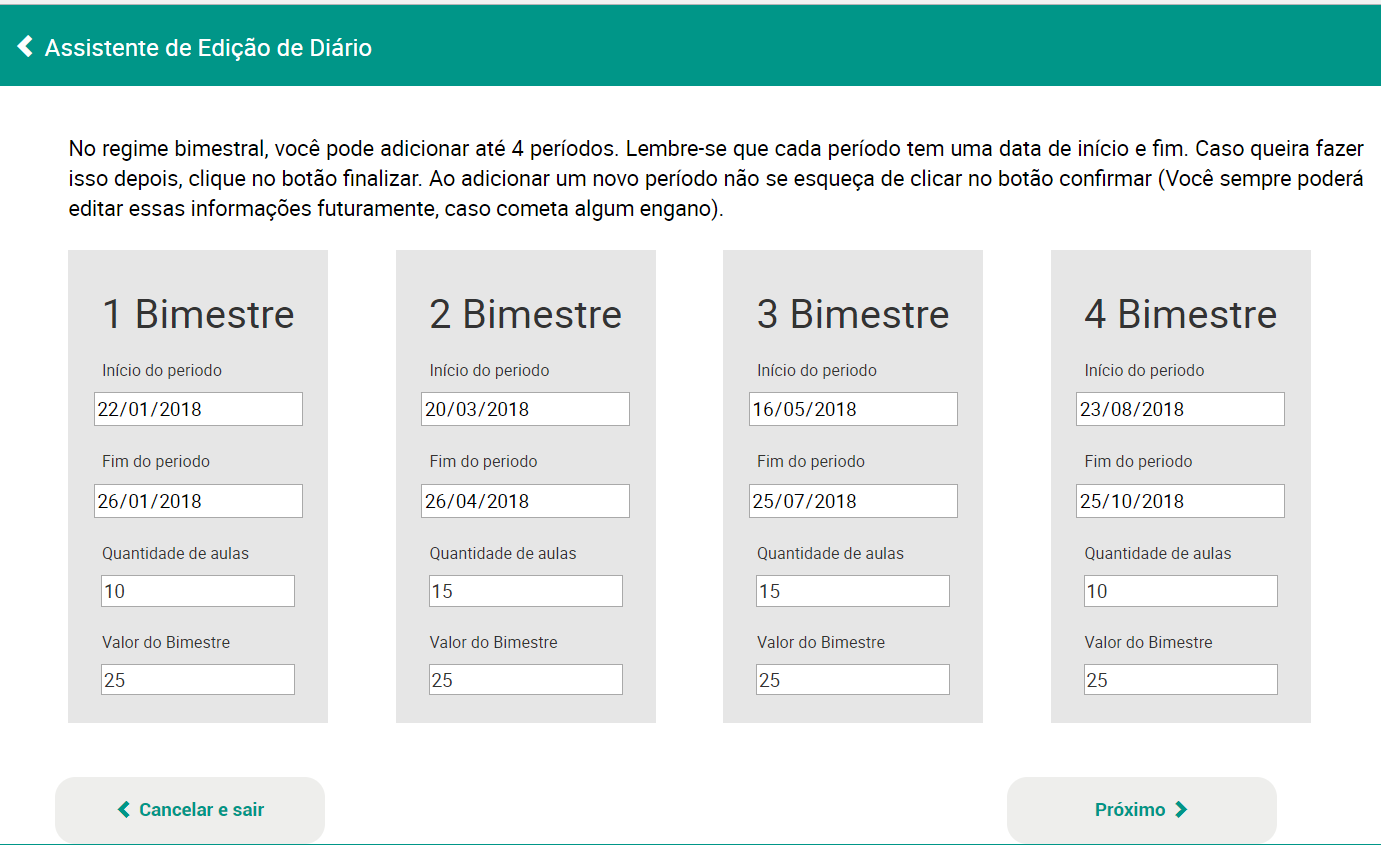 Assistente de Edição de Diário
No regime bimestral, você pode adicionar até 4 períodos. Lembre-se que cada período tem uma data de início e fim. Caso queira fazer
isso depois, clique no botão finalizar. Ao adicionar um novo período não se esqueça de clicar no botão confirmar (Você sempre poderá
editar essas informações futuramente, caso cometa algum engano).
1 Bimestre
Início do periodo
22/01/2018
Fim do periodo
26/01/2018
Quantidade de aulas
10
Valor do Bimestre
25
2 Bimestre
Início do periodo
20/03/2018
Fim do periodo
26/04/2018
Quantidade de aulas
15
Valor do Bimestre
25
3 Bimestre
Início do periodo
16/05/2018
Fim do periodo
25/07/2018
Quantidade de aulas
15
Valor do Bimestre
25
4 Bimestre
Início do periodo
23/08/2018
Fim do periodo
25/10/2018
Quantidade de aulas
10
Valor do Bimestre
25
Cancelar e sair
Próximo